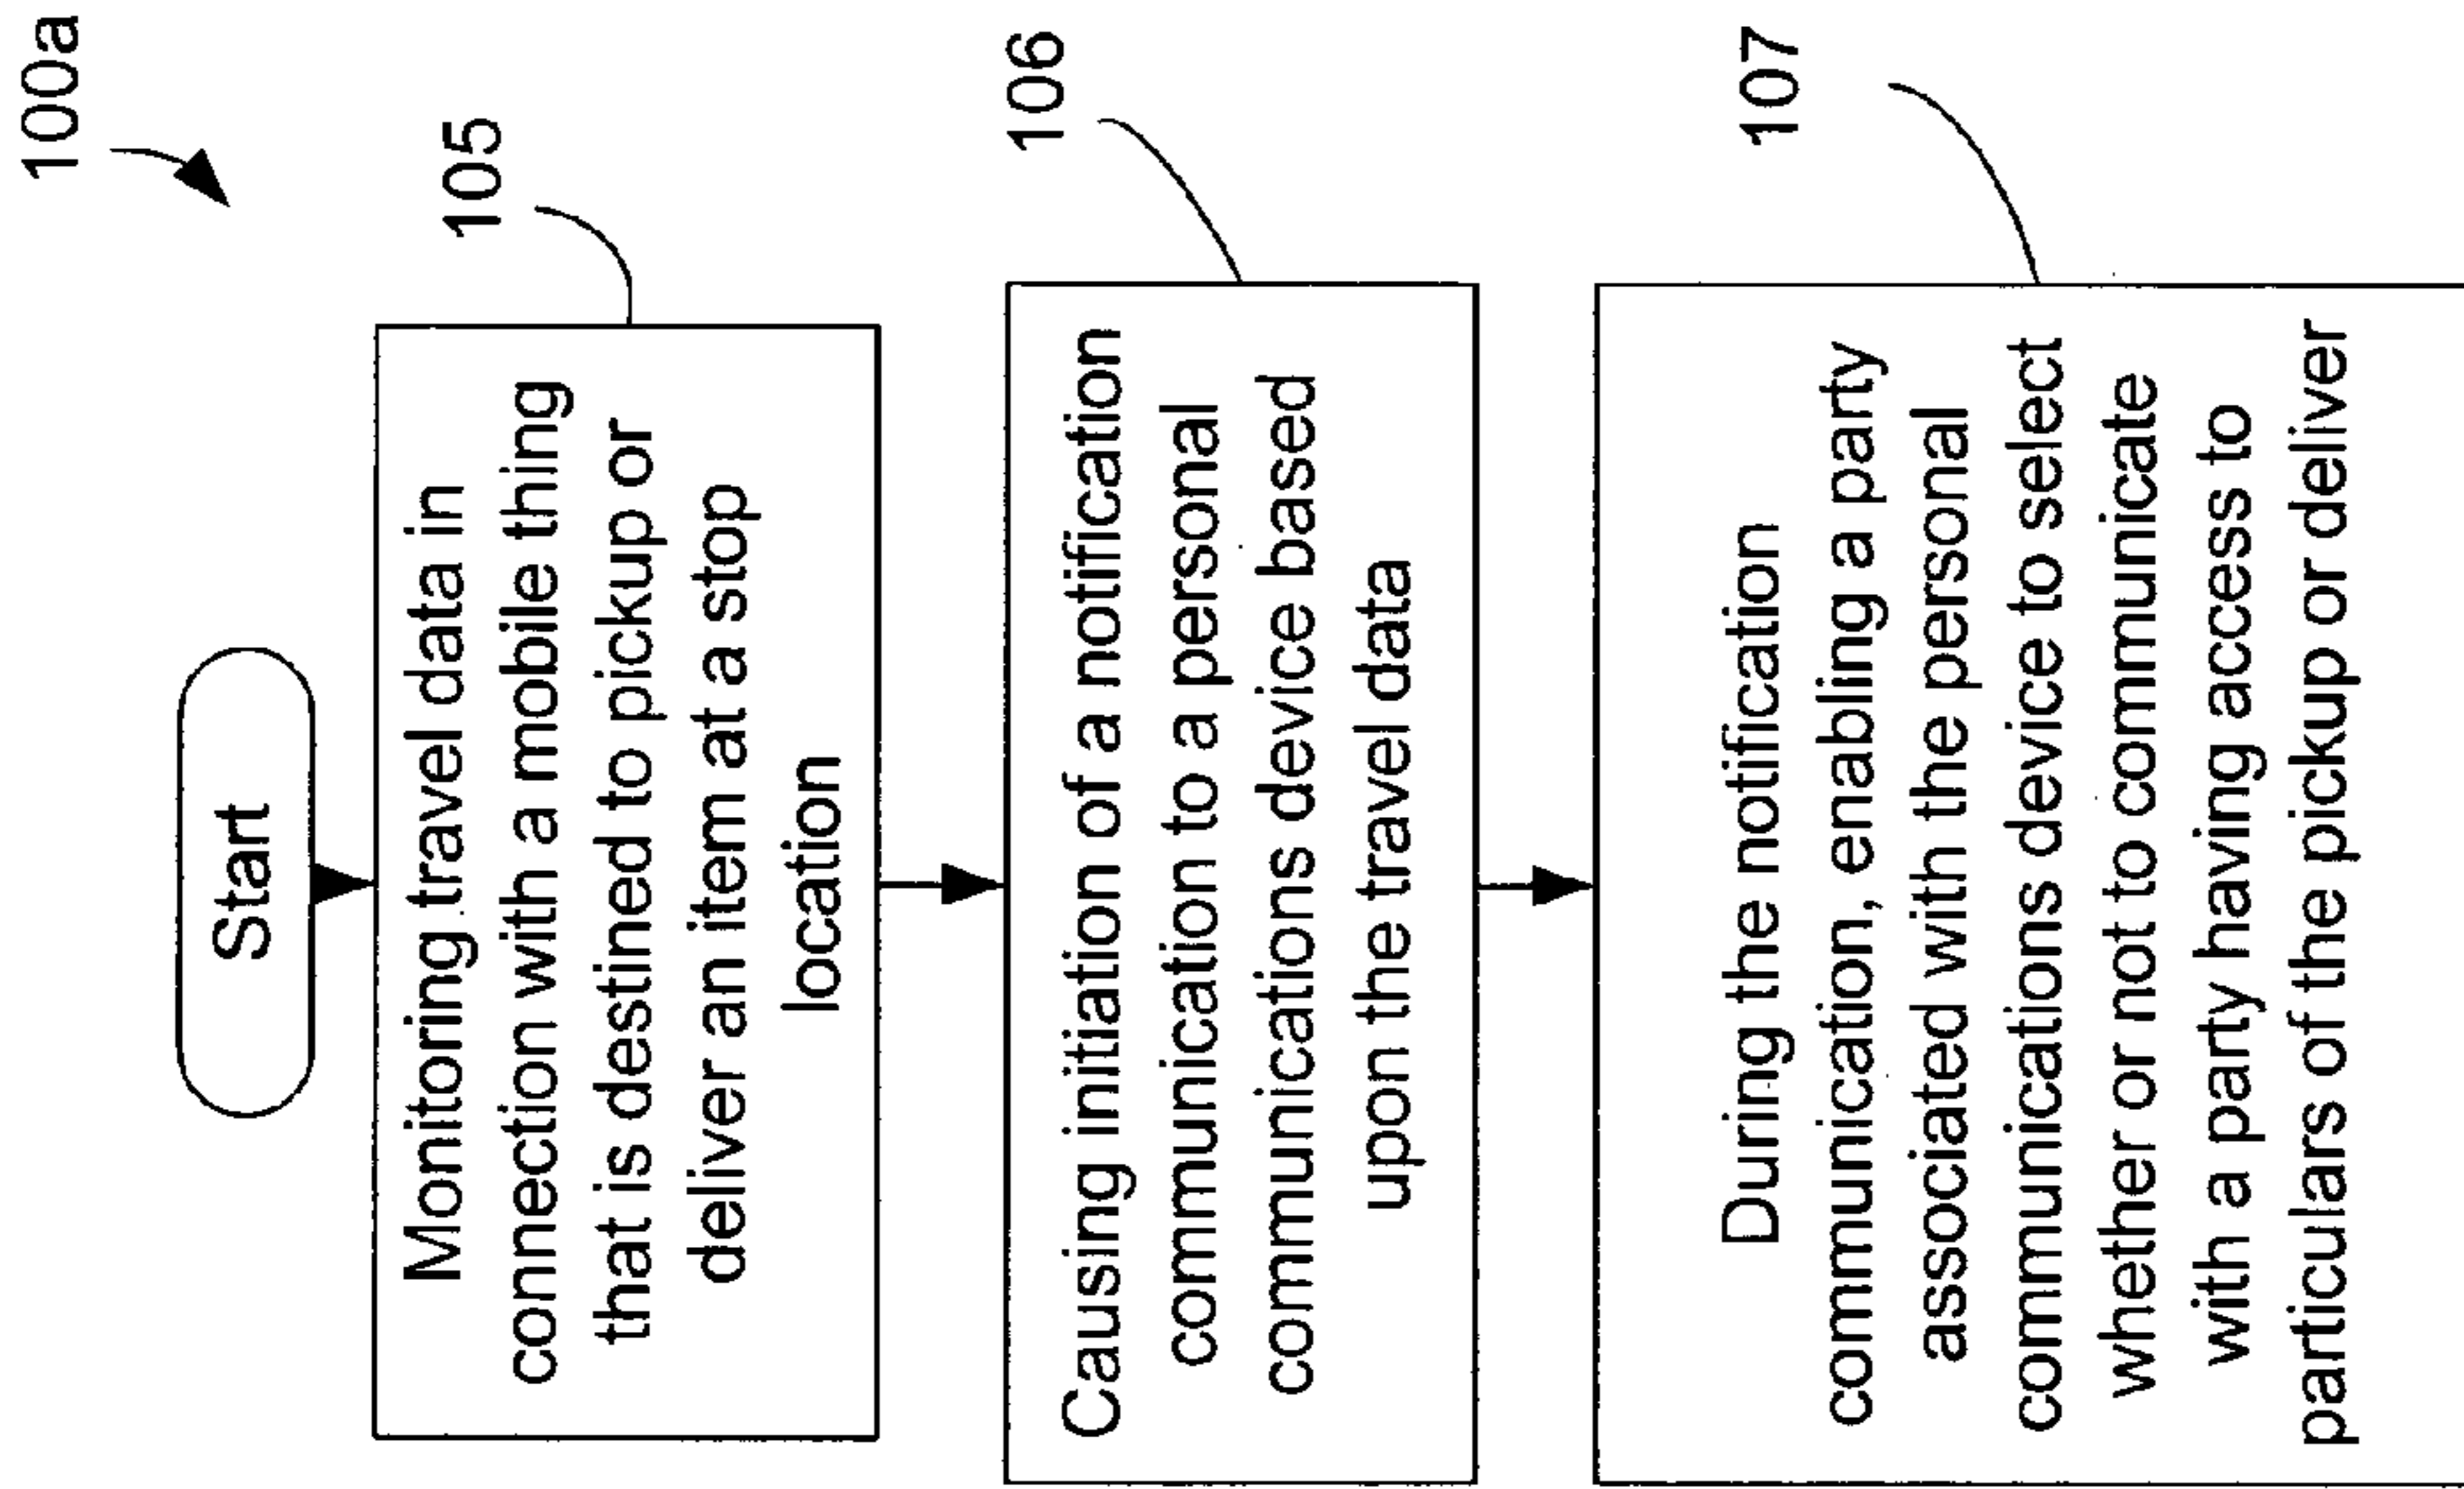 100a
Start
105
Monitoring travel data in
connection with a mobile thing
that is destined to pickup or
deliver an item at a stop
location
106
Causing initiation of a notification
communication to a personal
communications device based
upon the travel data
107
During the notification
communication, enabling a party
associated with the personal
communications device to select
whether or not to communicate
with a party having access to
particulars of the pickup or deliver